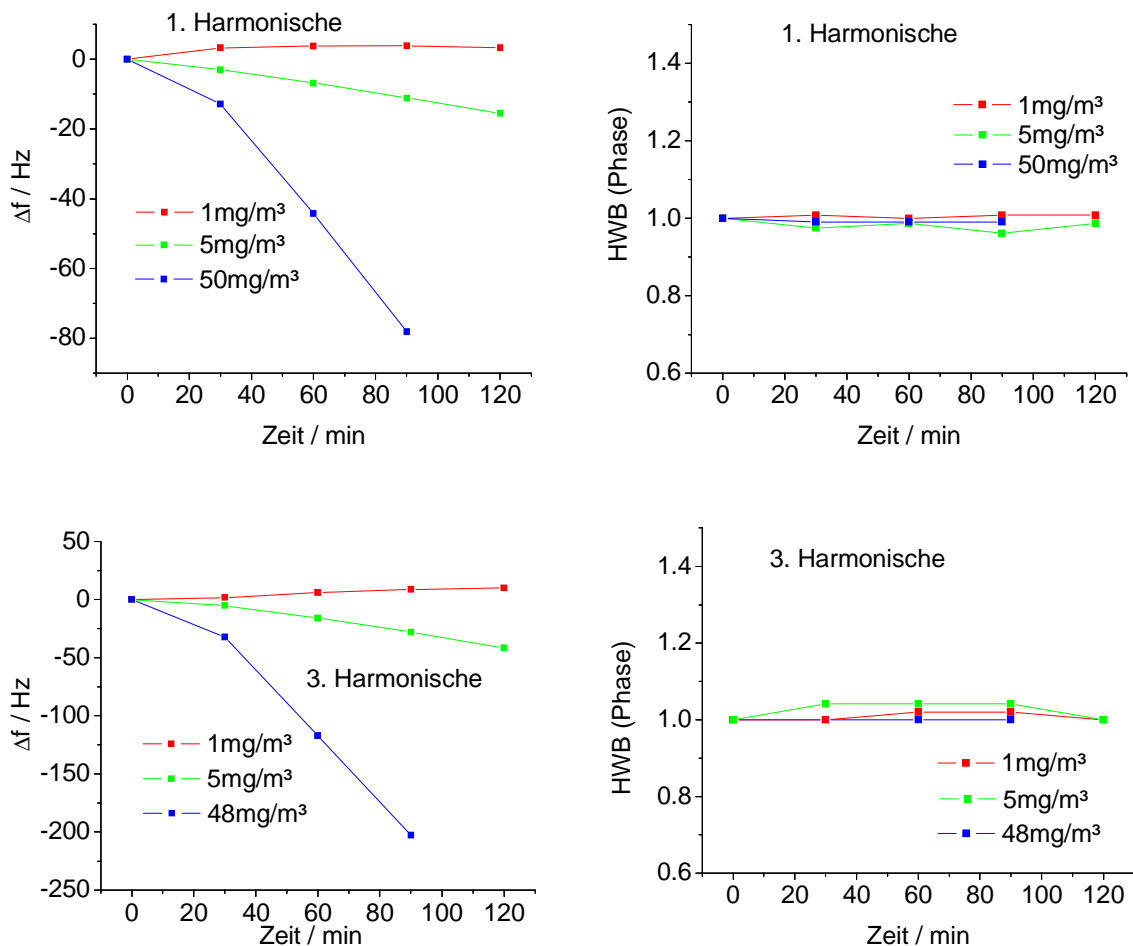 1. Harmonische
0
-20
-40
-60
-80
Δf / Hz
1mg/m³
5mg/m³
50mg/m³
0 20 40 60 80 100 120
Zeit / min
1. Harmonische
1.4
1.2
1.0
0.8
0.6
HWB (Phase)
1mg/m³
5mg/m³
50mg/m³
0 20 40 60 80 100 120
Zeit / min
50
0
-50
-100
-150
-200
-250
Δf / Hz
3. Harmonische
1mg/m³
5mg/m³
48mg/m³
0 20 40 60 80 100 120
Zeit / min
3. Harmonische
1.4
1.2
1.0
0.8
0.6
HWB (Phase)
1mg/m³
5mg/m³
48mg/m³
0 20 40 60 80 100 120
Zeit / min